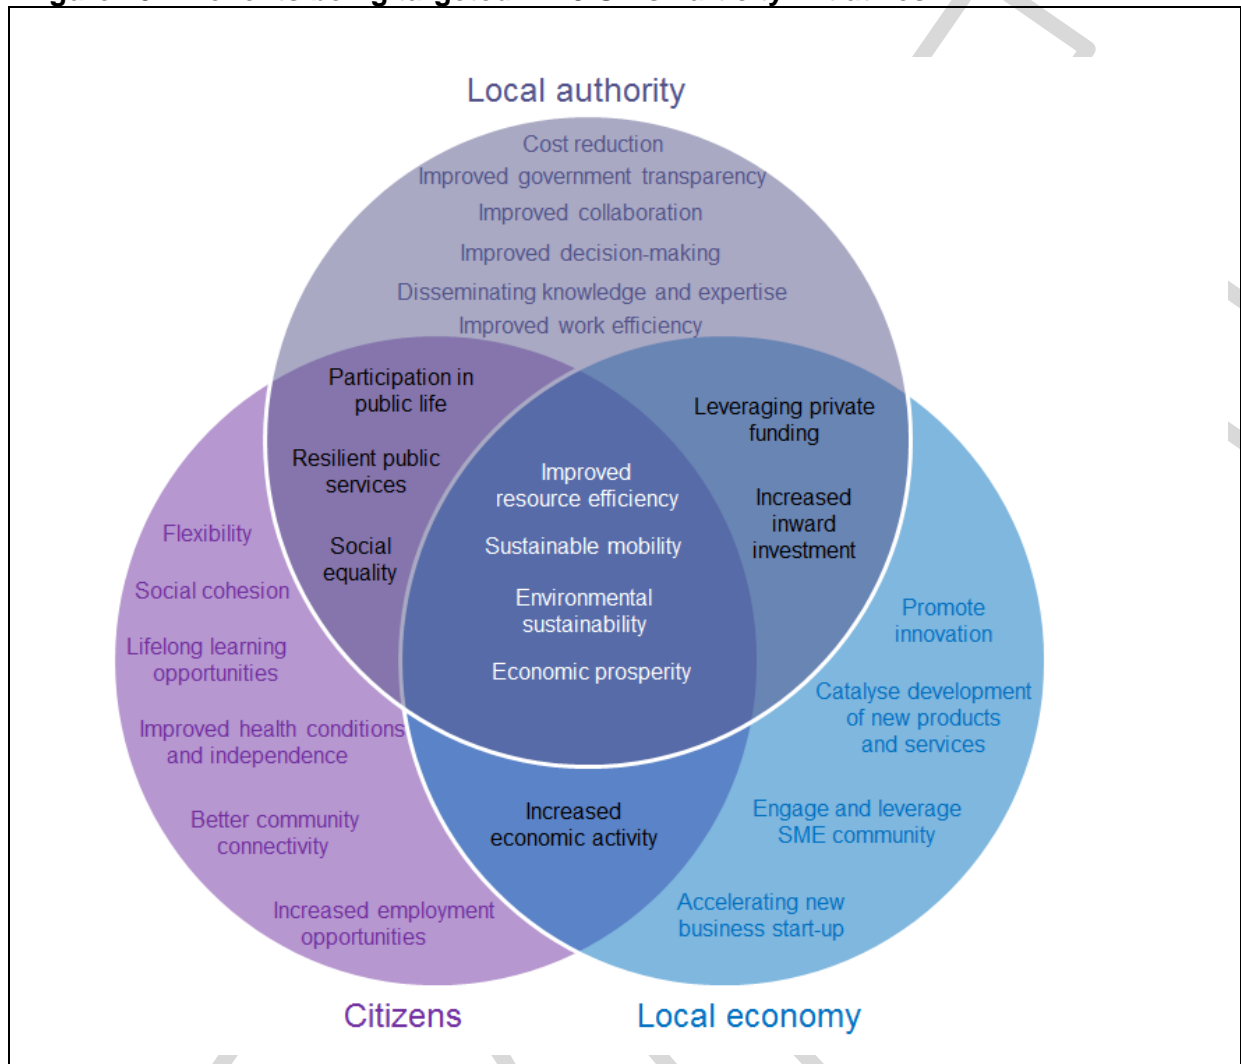 Local authority
Cost reduction
Improved government transparency
Improved collaboration
Improved decision-making
Disseminating knowledge and expertise
Improved work efficiency
Participation in
public life
Resilient public
services
Social
equality
Leveraging private
funding
Increased
inward
investment
Improved
resource efficiency
Sustainable mobility
Environmental
sustainability
Economic prosperity
Flexibility
Social cohesion
Lifelong learning
opportunities
Improved health conditions
and independence
Better community
connectivity
Increased employment
opportunities
Increased
economic activity
Promote
innovation
Catalyse development
of new products
and services
Engage and leverage
SME community
Accelerating new
business start-up
Citizens
Local economy